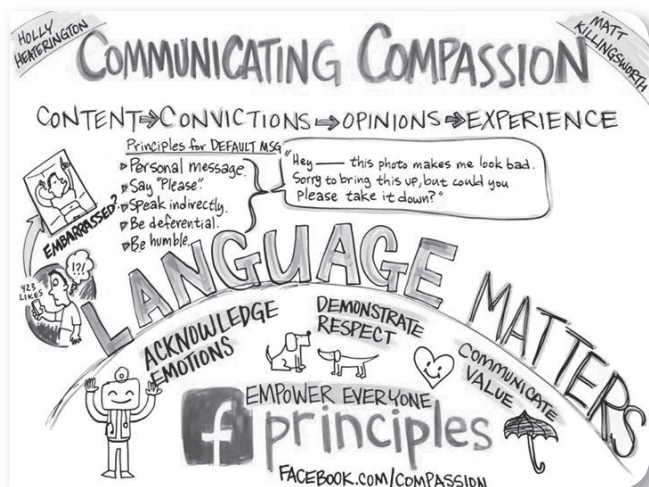 HOLLY
HEATERINGTON
COMMUNICATING COMPASSION
MATT
KILLINGSWORTH
CONTENT⇒CONVICTIONS⇒OPINIONS⇒EXPERIENCE
Principles for DEFAULT MSG
▷Personal message.
▷Say "Please".
▷Speak indirectly.
▷Be deferential.
▷Be humble.
"Hey — this photo makes me look bad.
Sorry to bring this up, but could you
Please take it down?"
EMBARRASSED?
!?!
423
LIKES
LANGUAGE MATTERS
ACKNOWLEDGE
EMOTIONS
DEMONSTRATE
RESPECT
COMMUNICATE
VALUE
EMPOWER EVERYONE
f principles
FACEBOOK.COM/COMPASSION